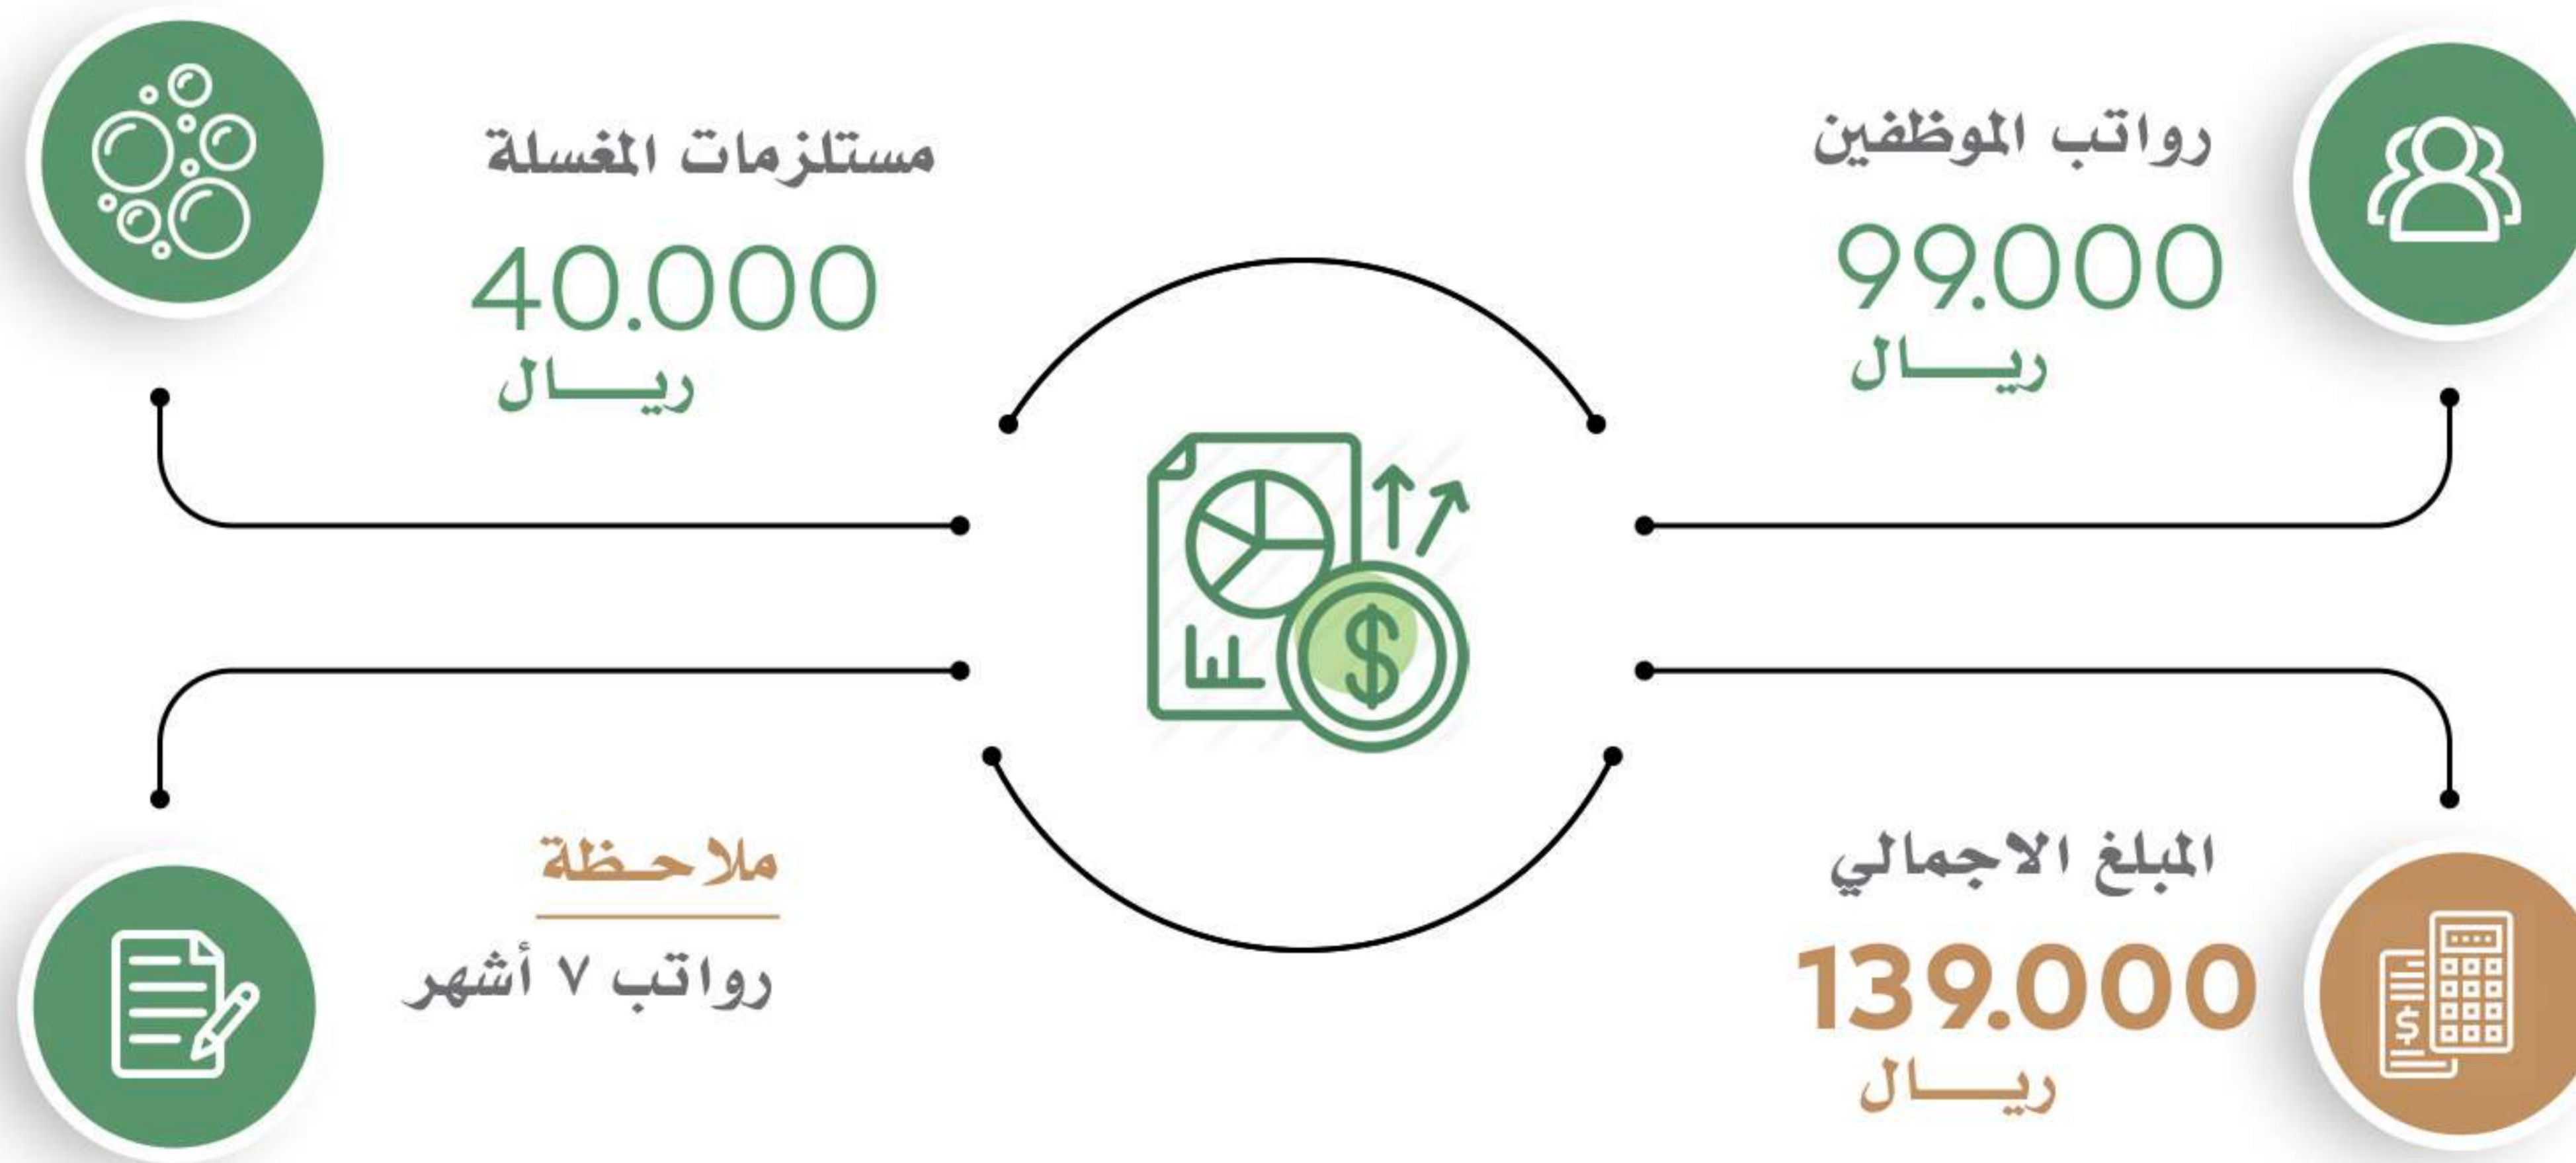 رواتب الموظفين
99.000
ريـــال
مستلزمات المغسلة
40.000
ريـــال
المبلغ الاجمالي
139.000
ريـــال
ملاحـظة
رواتب ٧ أشهر